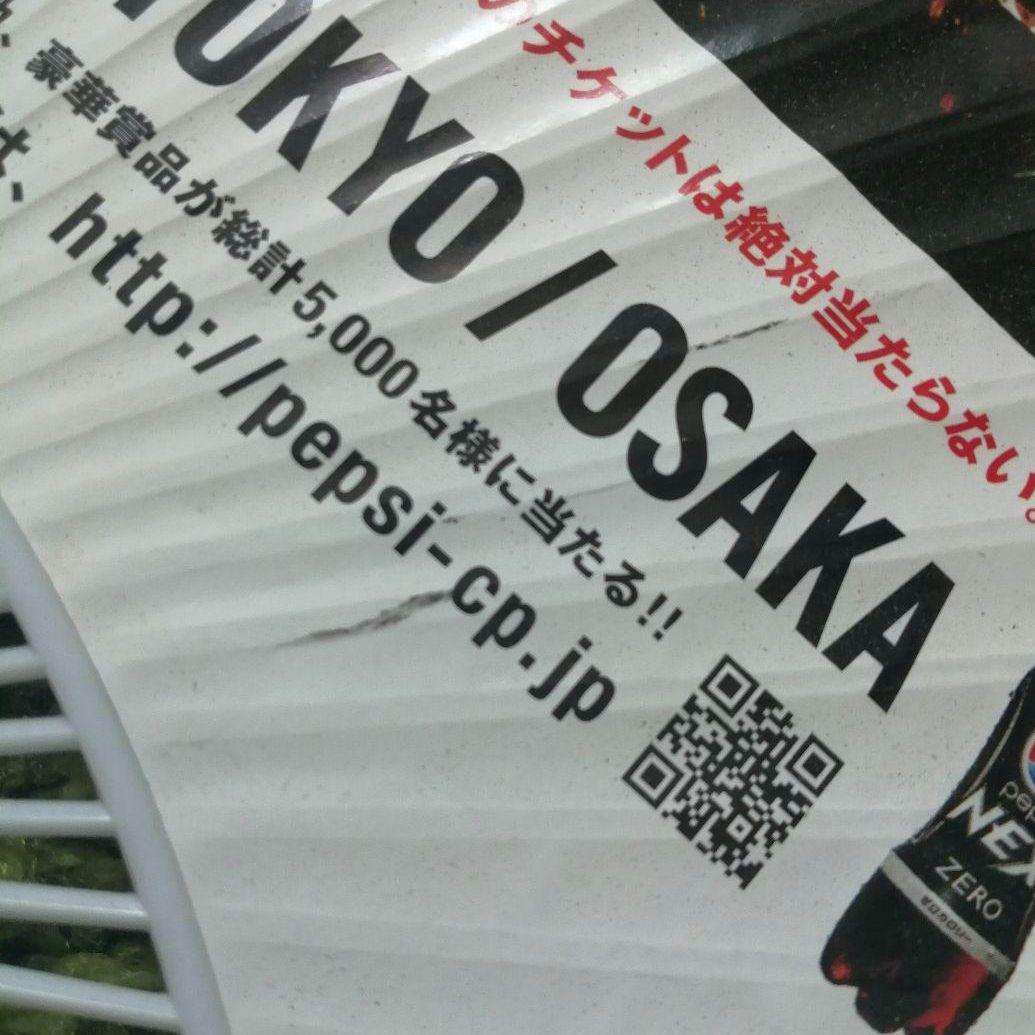 のチケットは絶対当たらない。
TOKYO / OSAKA
豪華賞品が総計5,000名様に当たる!!
は、http://pepsi-cp.jp
NEX
ZERO